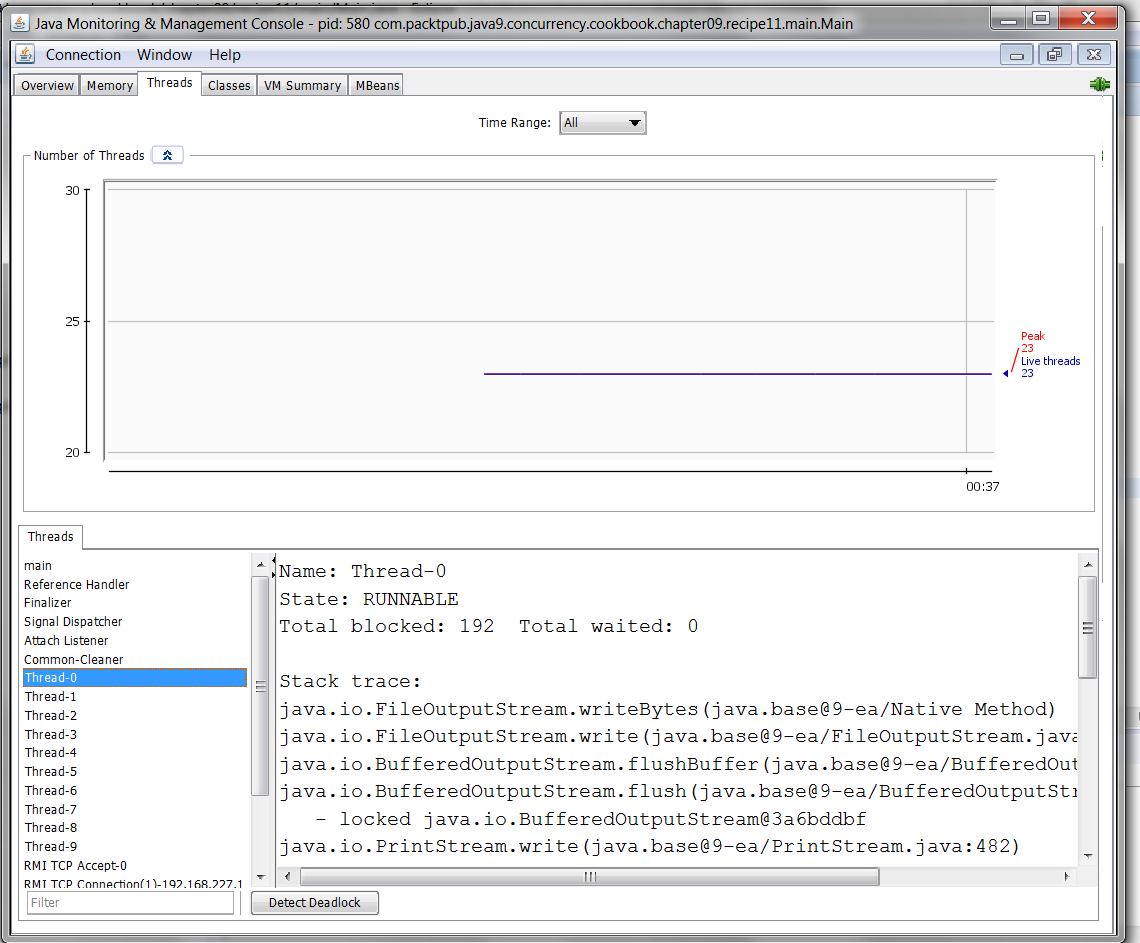 Java Monitoring & Management Console - pid: 580 com.packtpub.java9.concurrency.cookbook.chapter09.recipe11.main.Main
Connection Window Help
Overview Memory Threads Classes VM Summary MBeans
Time Range: All
Number of Threads
30
25
20
Peak
23
Live threads
23
00:37
Threads
main
Reference Handler
Finalizer
Signal Dispatcher
Attach Listener
Common-Cleaner
Thread-0
Thread-1
Thread-2
Thread-3
Thread-4
Thread-5
Thread-6
Thread-7
Thread-8
Thread-9
RMI TCP Accept-0
RMI TCP Connection(1)-192.168.227.1
Filter
Name: Thread-0
State: RUNNABLE
Total blocked: 192 Total waited: 0
Stack trace:
java.io.FileOutputStream.writeBytes(java.base@9-ea/Native Method)
java.io.FileOutputStream.write(java.base@9-ea/FileOutputStream.java
java.io.BufferedOutputStream.flushBuffer(java.base@9-ea/BufferedOut
java.io.BufferedOutputStream.flush(java.base@9-ea/BufferedOutputStr
- locked java.io.BufferedOutputStream@3a6bddbf
java.io.PrintStream.write(java.base@9-ea/PrintStream.java:482)
Detect Deadlock